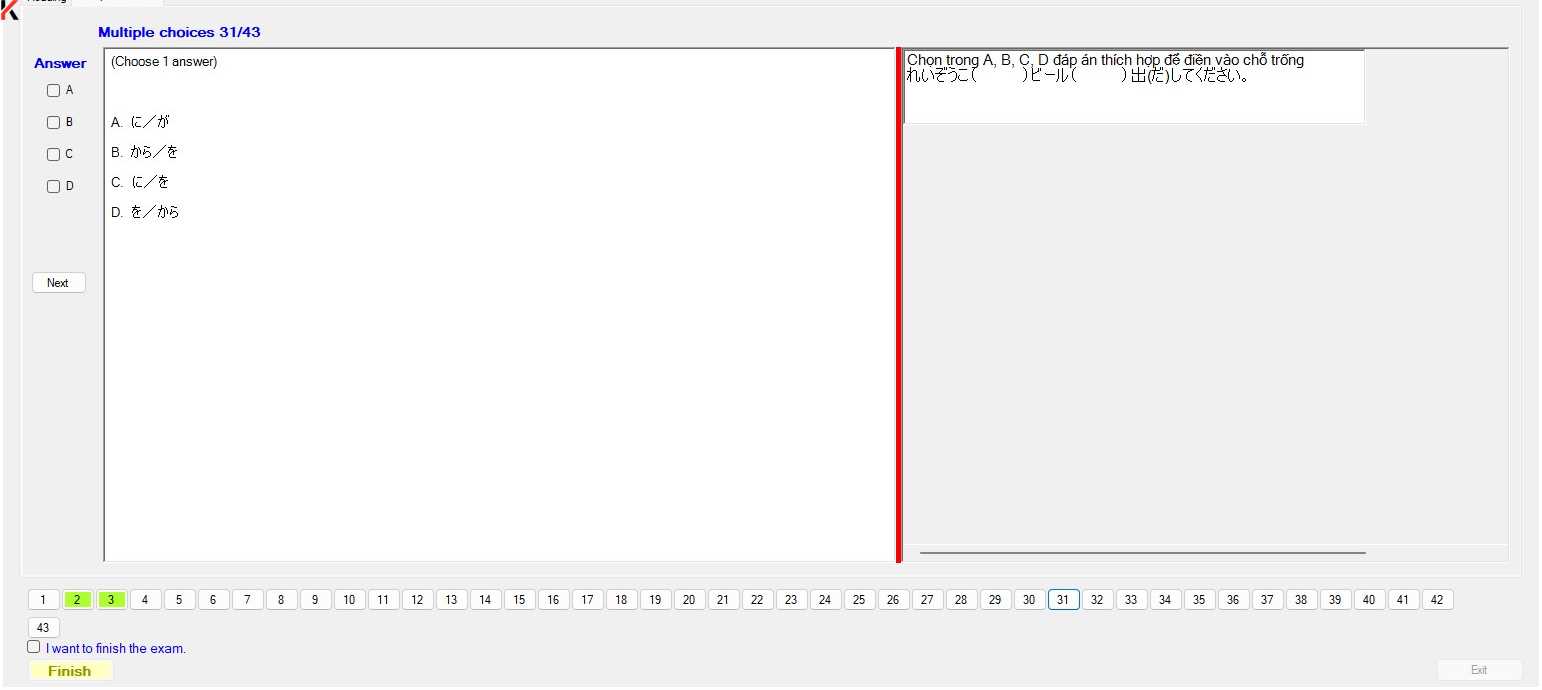 Multiple choices 31/43
Answer
A
B
C
D
Next
(Choose 1 answer)
A. に／が
B. から／を
C. に／を
D. を／から
Chọn trong A, B, C, D đáp án thích hợp để điền vào chỗ trống
れいぞうこ( )ビール( )出(だ)してください。
1 2 3 4 5 6 7 8 9 10 11 12 13 14 15 16 17 18 19 20 21 22 23 24 25 26 27 28 29 30 31 32 33 34 35 36 37 38 39 40 41 42
43
I want to finish the exam.
Finish
Exit